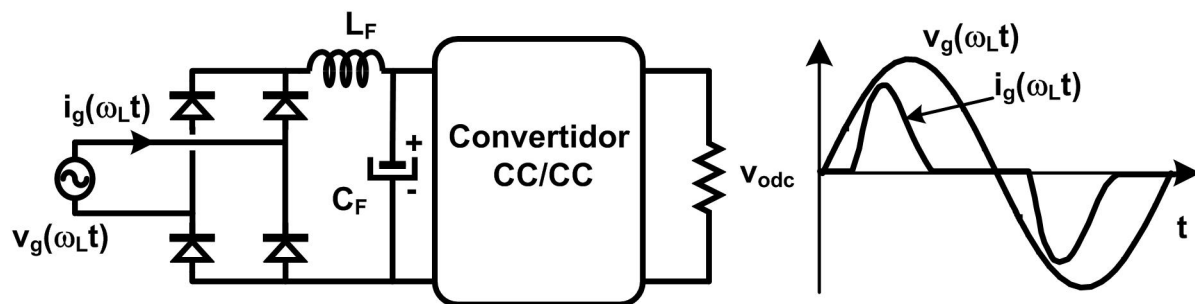 L_F
i_g(ω_Lt)
v_g(ω_Lt)
C_F
+
-
Convertidor
CC/CC
v_odc
v_g(ω_Lt)
i_g(ω_Lt)
t